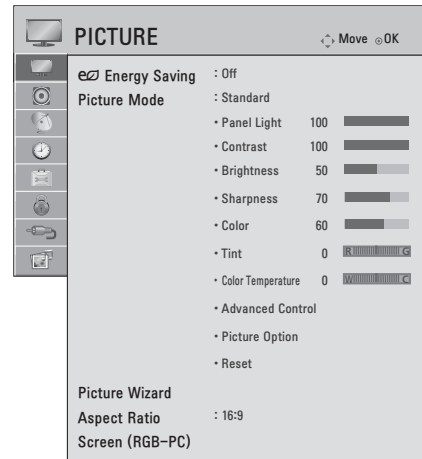 PICTURE Move OK
Energy Saving : Off
Picture Mode : Standard
• Panel Light 100
• Contrast 100
• Brightness 50
• Sharpness 70
• Color 60
• Tint 0 R G
• Color Temperature 0 W C
• Advanced Control
• Picture Option
• Reset
Picture Wizard
Aspect Ratio : 16:9
Screen (RGB-PC)